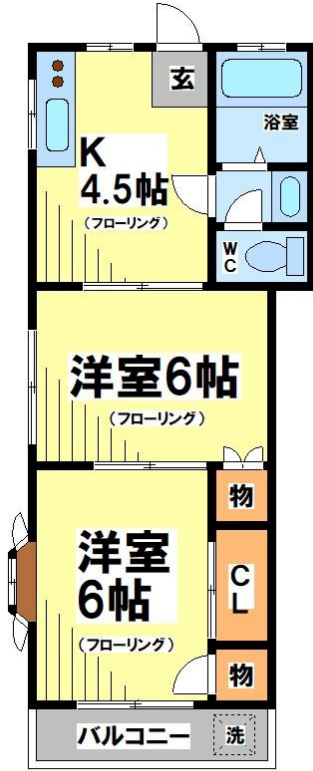 玄
浴室
K
4.5帖
(フローリング)
WC
洋室6帖
(フローリング)
物
洋室
6帖
CL
(フローリング)
物
バルコニー
洗